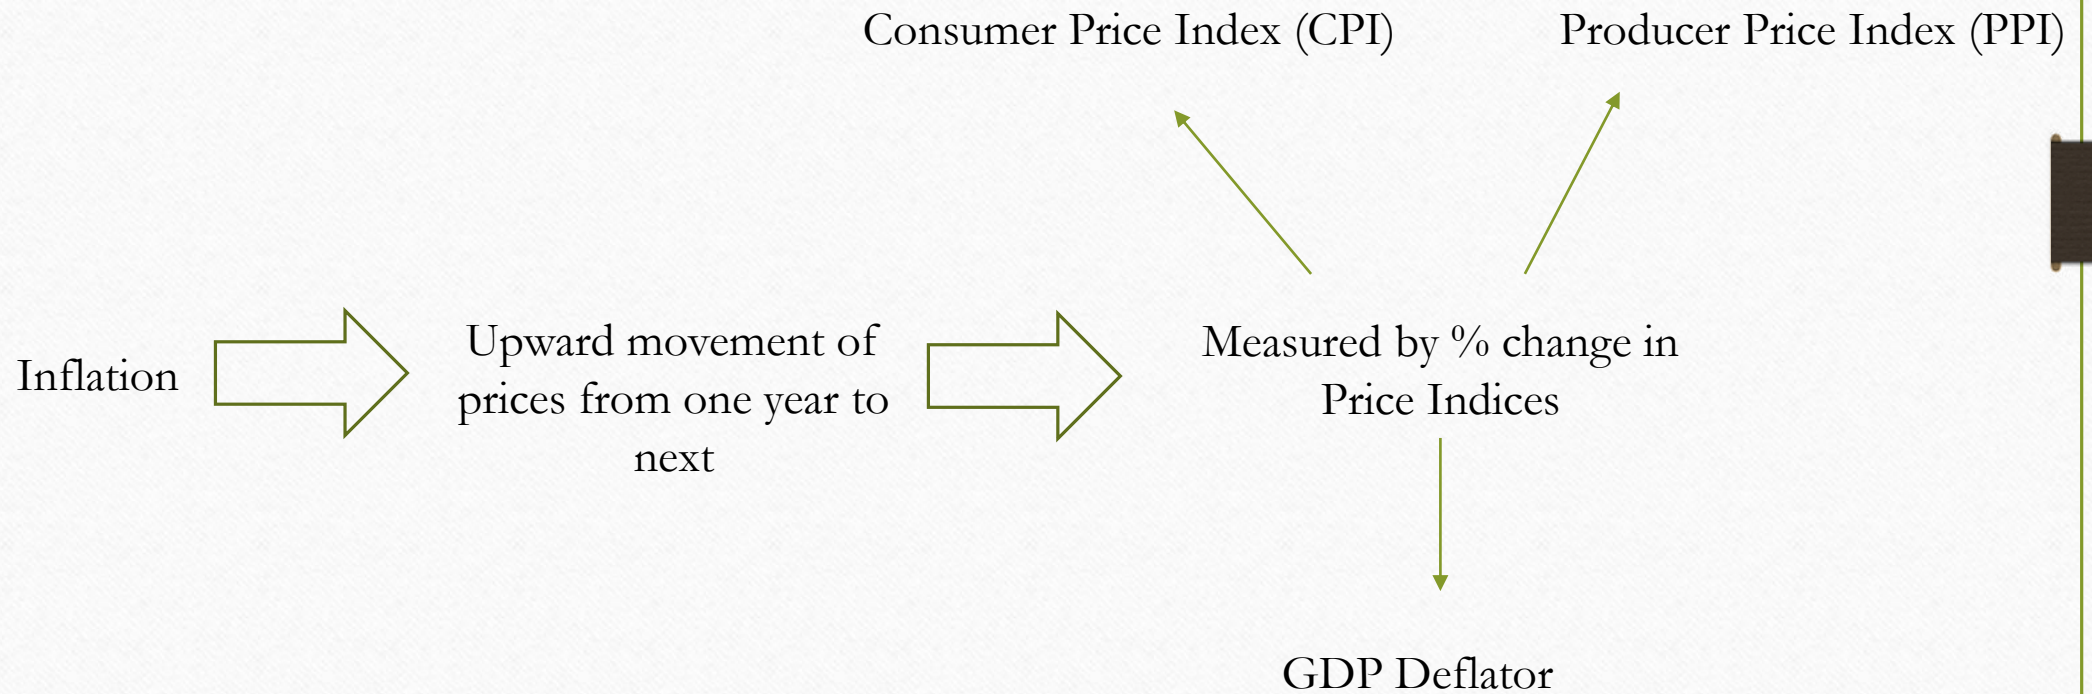 Consumer Price Index (CPI)
Producer Price Index (PPI)
Inflation
Upward movement of
prices from one year to
next
Measured by % change in
Price Indices
GDP Deflator